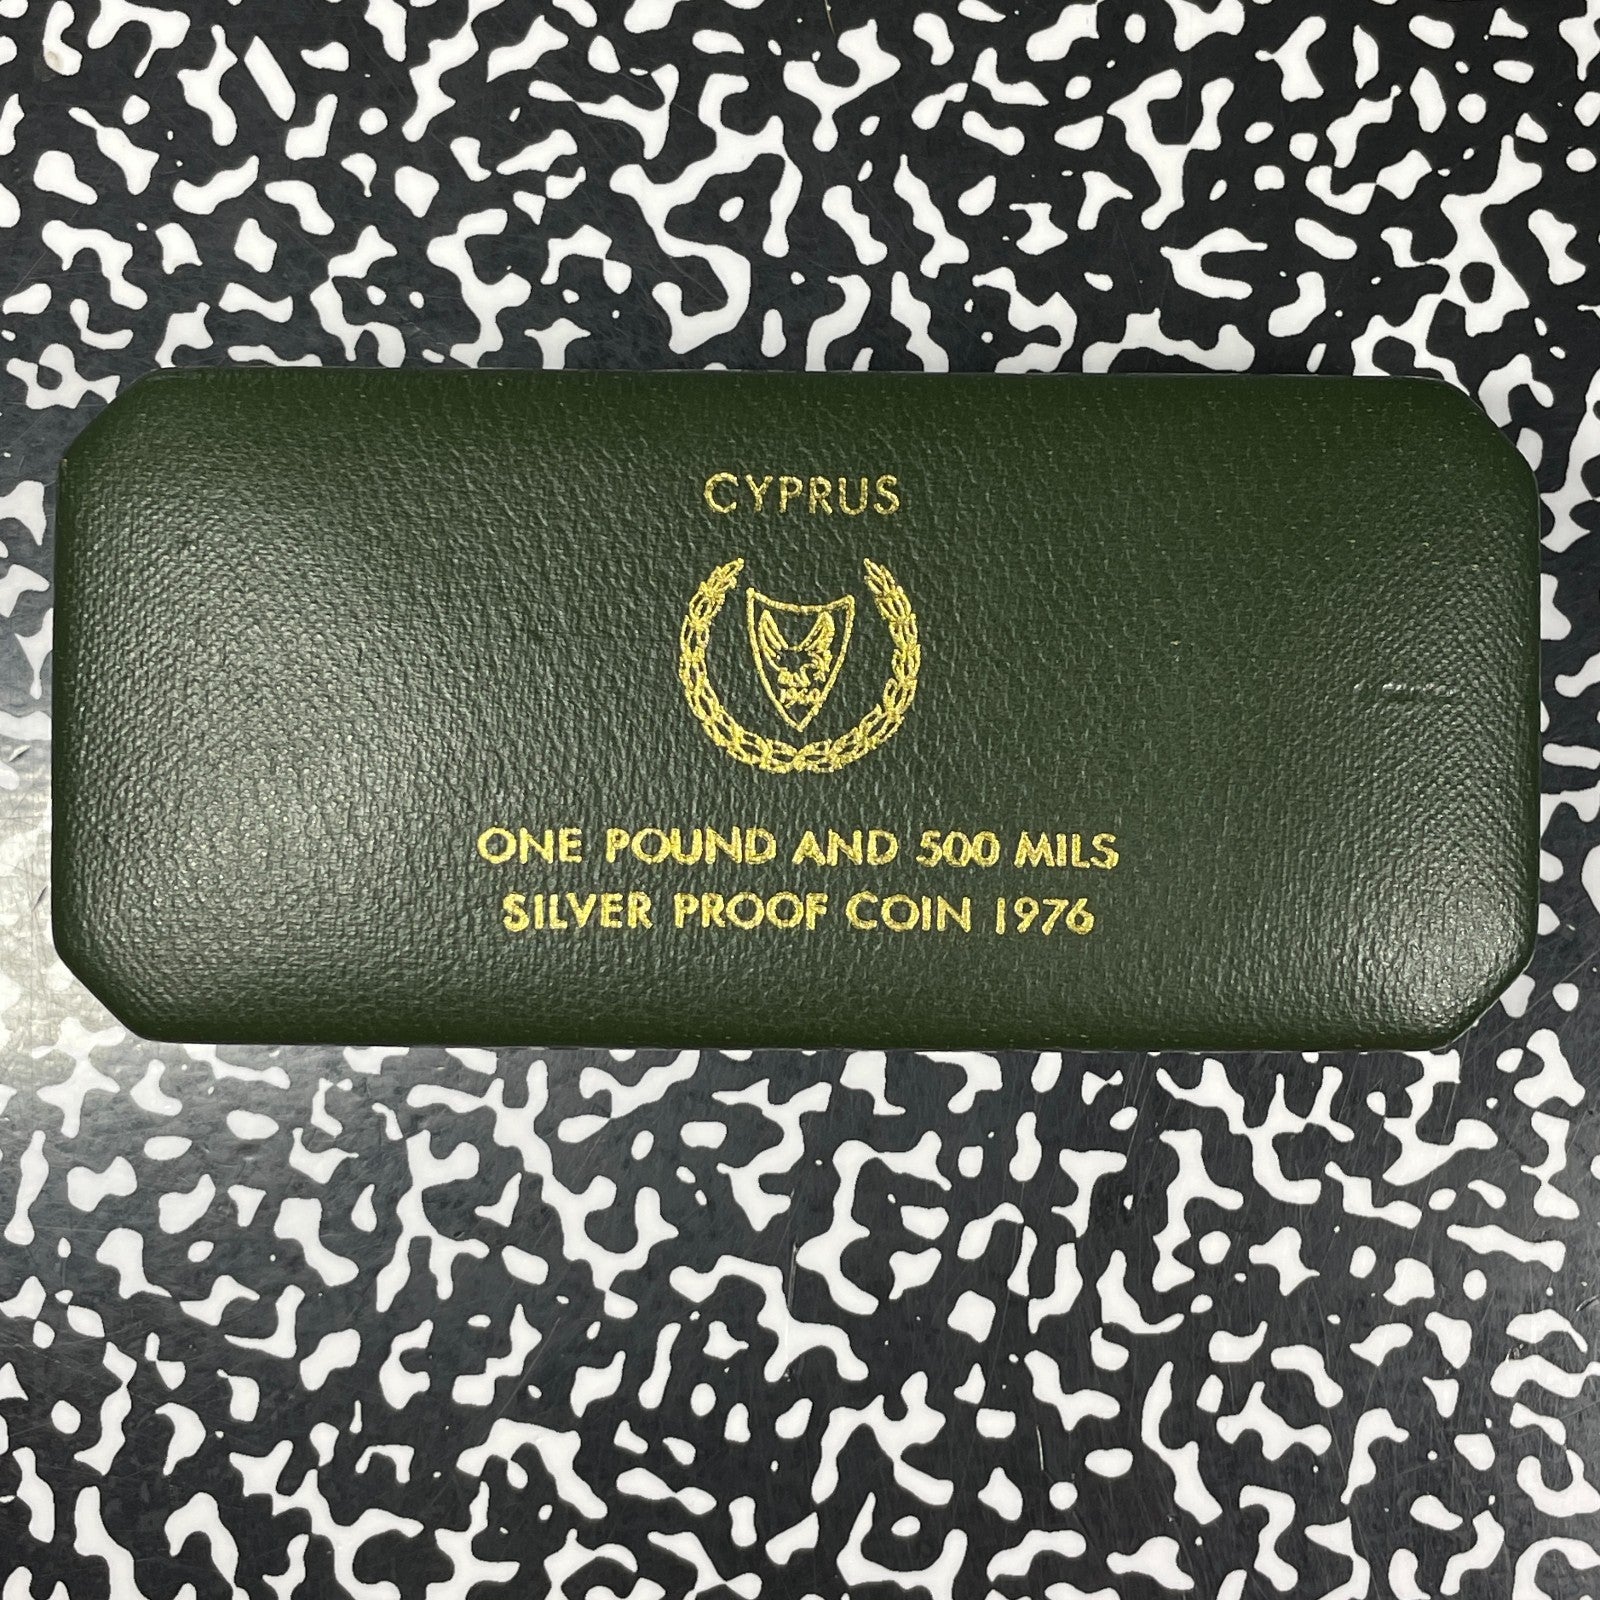 CYPRUS
1960
ONE POUND AND 500 MILS
SILVER PROOF COIN 1976